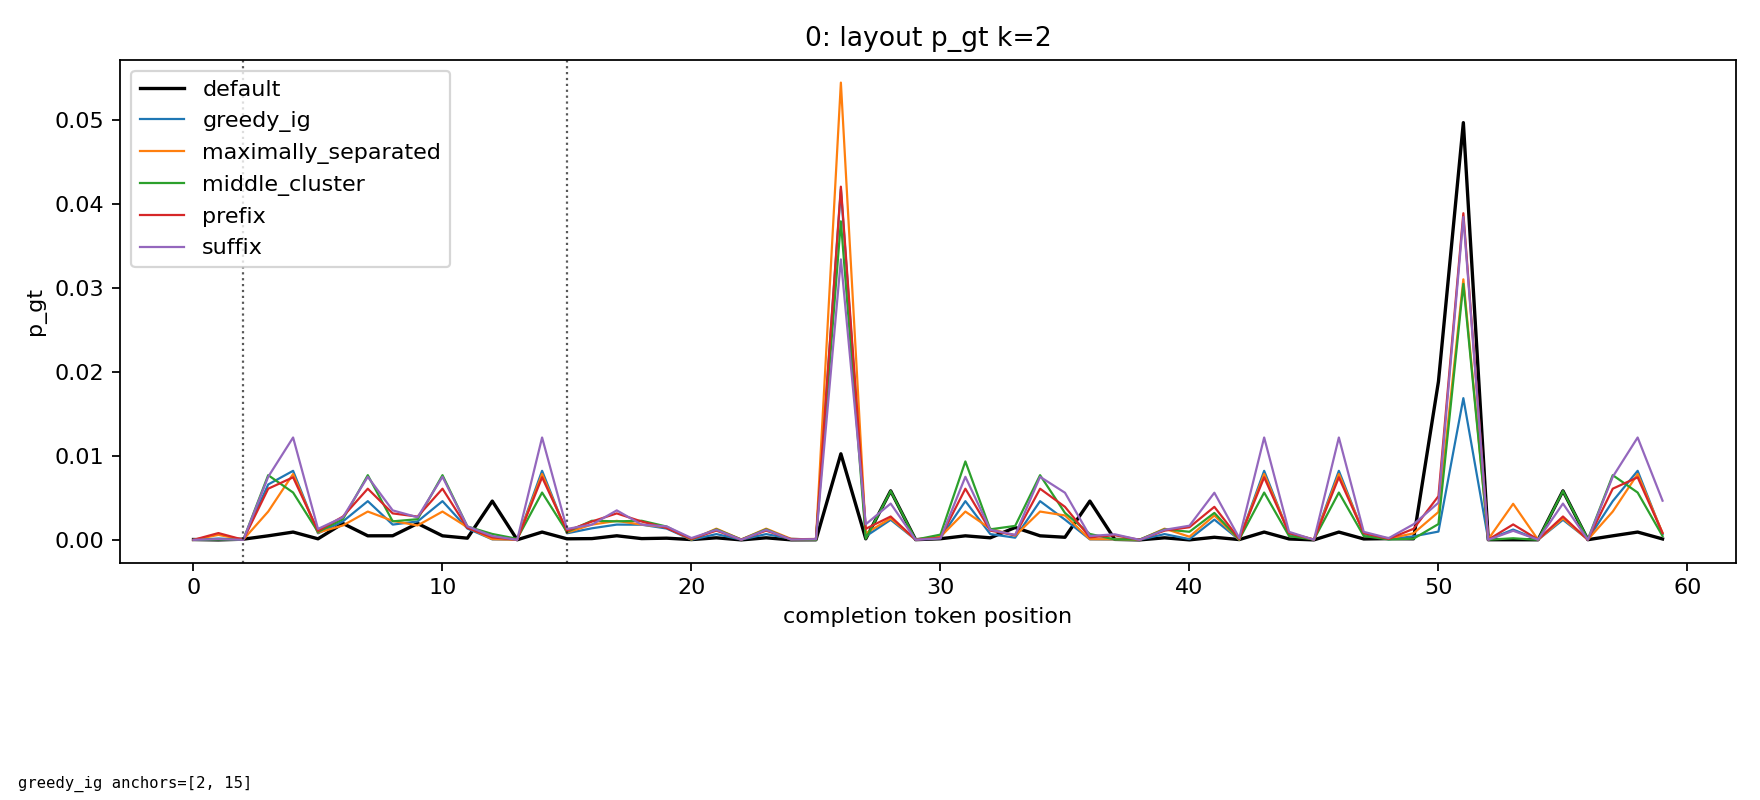 0: layout p_gt k=2
default
greedy_ig
maximally_separated
middle_cluster
prefix
suffix
p_gt
0.05
0.04
0.03
0.02
0.01
0.00
0 10 20 30 40 50 60
completion token position
greedy_ig anchors=[2, 15]